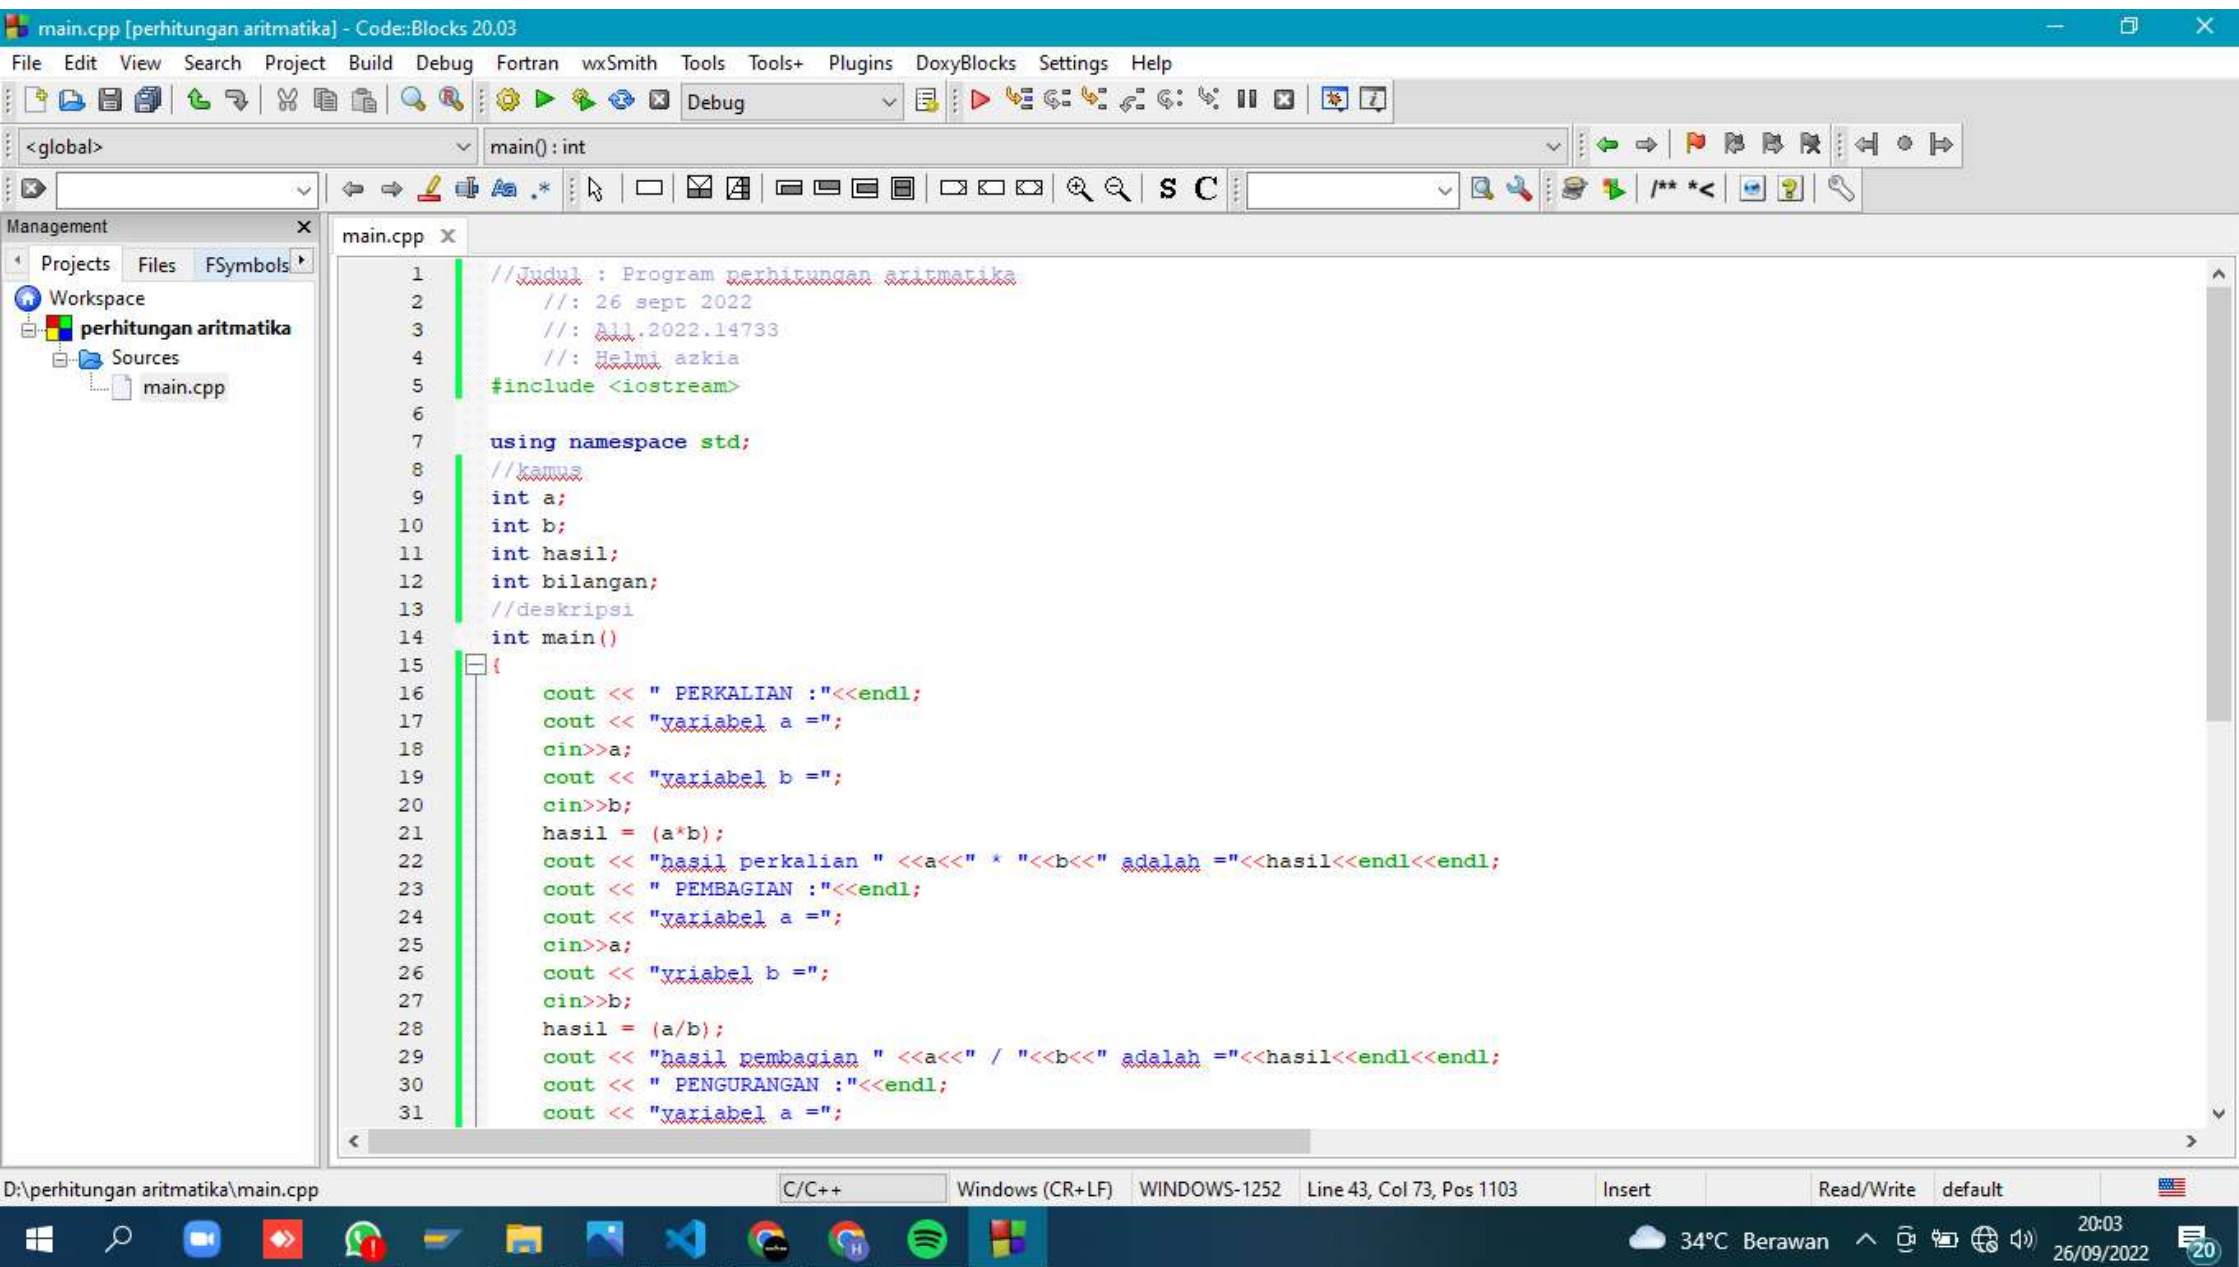 main.cpp [perhitungan aritmatika] - Code::Blocks 20.03
File Edit View Search Project Build Debug Fortran wxSmith Tools Tools+ Plugins DoxyBlocks Settings Help
Debug
<global> main() : int
S C /** *<
Management
main.cpp
Projects Files FSymbols
Workspace
perhitungan aritmatika
Sources
main.cpp
1 //Judul : Program perhitungan aritmatika
2 //: 26 sept 2022
3 //: A11.2022.14733
4 //: Helmi azkia
5 #include <iostream>
6
7 using namespace std;
8 //kamus
9 int a;
10 int b;
11 int hasil;
12 int bilangan;
13 //deskripsi
14 int main()
15 {
16 cout << " PERKALIAN :"<<endl;
17 cout << "variabel a =";
18 cin>>a;
19 cout << "variabel b =";
20 cin>>b;
21 hasil = (a*b);
22 cout << "hasil perkalian " <<a<<" * "<<b<<" adalah ="<<hasil<<endl<<endl;
23 cout << " PEMBAGIAN :"<<endl;
24 cout << "variabel a =";
25 cin>>a;
26 cout << "vriabel b =";
27 cin>>b;
28 hasil = (a/b);
29 cout << "hasil pembagian " <<a<<" / "<<b<<" adalah ="<<hasil<<endl<<endl;
30 cout << " PENGURANGAN :"<<endl;
31 cout << "variabel a =";
D:\perhitungan aritmatika\main.cpp C/C++ Windows (CR+LF) WINDOWS-1252 Line 43, Col 73, Pos 1103 Insert Read/Write default
34°C Berawan
20:03
26/09/2022
20